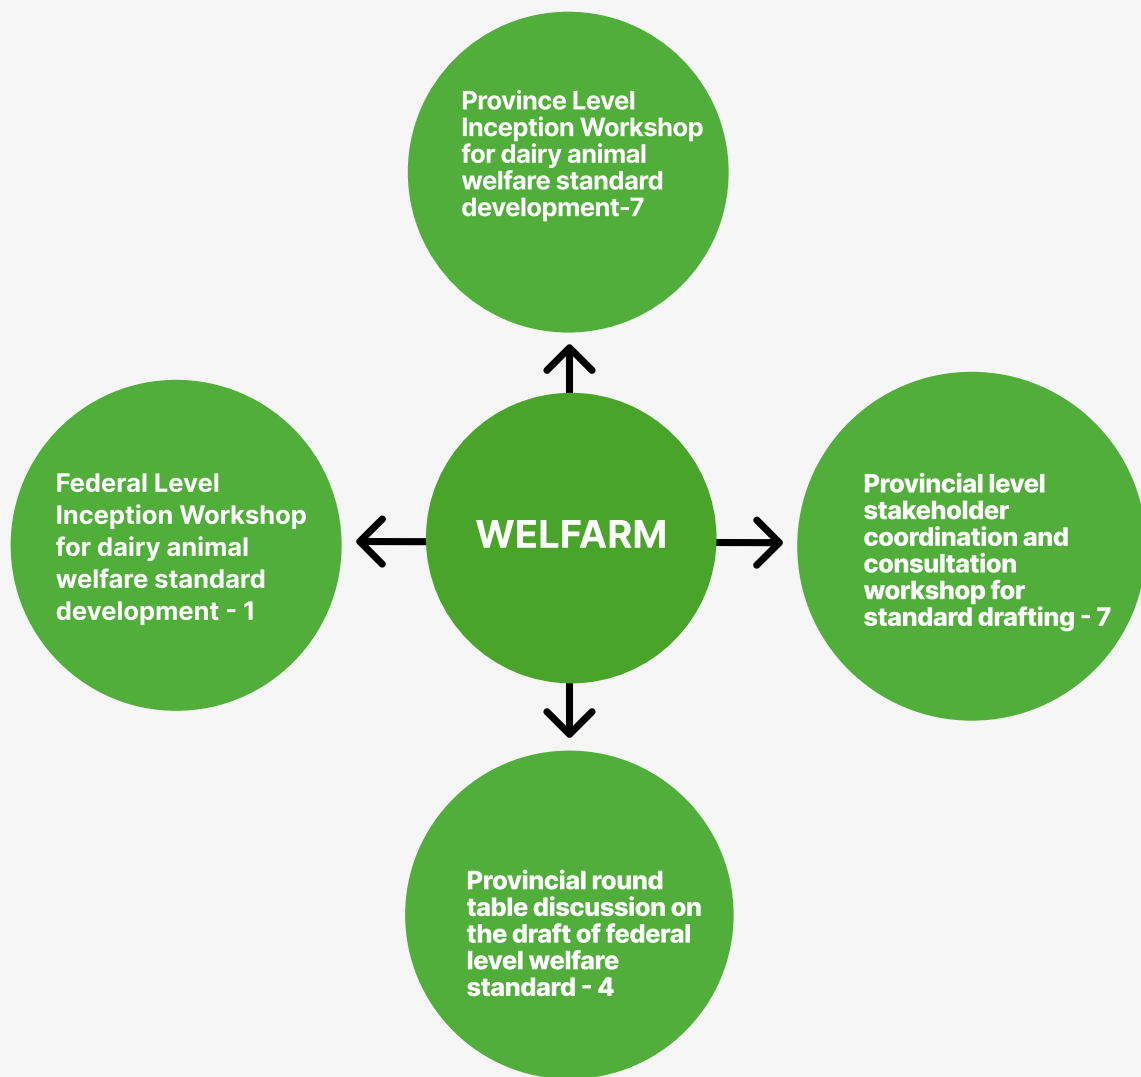 Province Level
Inception Workshop
for dairy animal
welfare standard
development-7
Federal Level
Inception Workshop
for dairy animal
welfare standard
development - 1
WELFARM
Provincial level
stakeholder
coordination and
consultation
workshop for
standard drafting - 7
Provincial round
table discussion on
the draft of federal
level welfare
standard - 4